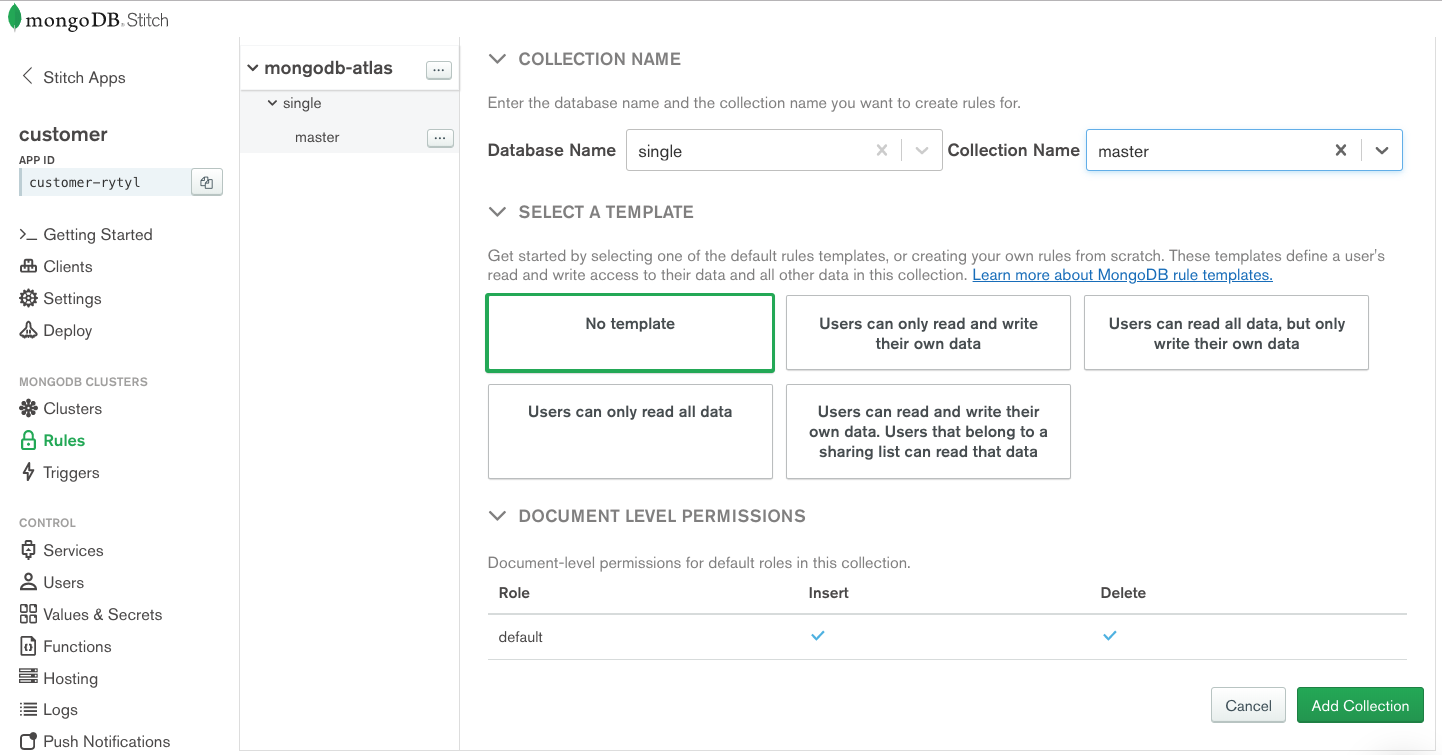 mongoDB. Stitch
Stitch Apps
customer
APP ID
customer-rytyl
Getting Started
Clients
Settings
Deploy
MONGODB CLUSTERS
Clusters
Rules
Triggers
CONTROL
Services
Users
Values & Secrets
Functions
Hosting
Logs
Push Notifications
mongodb-atlas
...
single
master
...
COLLECTION NAME
Enter the database name and the collection name you want to create rules for.
Database Name single Collection Name master
SELECT A TEMPLATE
Get started by selecting one of the default rules templates, or creating your own rules from scratch. These templates define a user's
read and write access to their data and all other data in this collection. Learn more about MongoDB rule templates.
No template
Users can only read and write
their own data
Users can read all data, but only
write their own data
Users can only read all data
Users can read and write their
own data. Users that belong to a
sharing list can read that data
DOCUMENT LEVEL PERMISSIONS
Document-level permissions for default roles in this collection.
Role Insert Delete
default
Cancel Add Collection